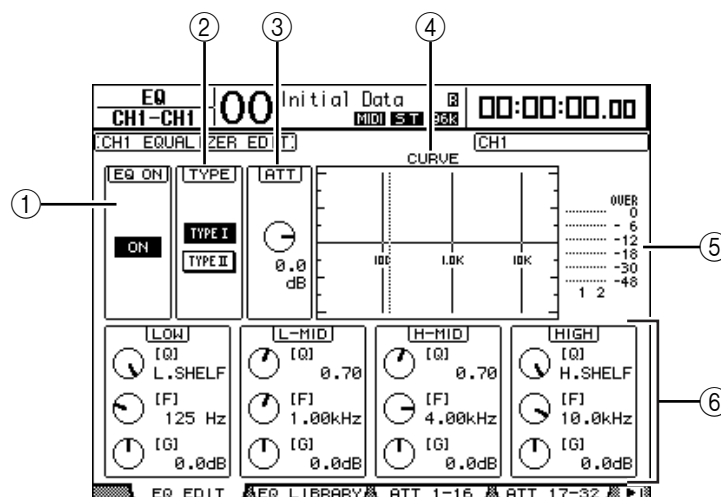 ② ③ ④
EQ
CH1-CH1
00
Initial Data R
MIDI ST 96k
00:00:00.00
CH1 EQUALIZER EDIT
CH1
EQ ON
TYPE
ATT
CURVE
①
ON
TYPE I
TYPE II
0.0
dB
100 1.0K 10K
OVER
0
- 6
-12
-18
-30
-48
1 2
⑤
LOW
[Q]
L.SHELF
[F]
125 Hz
[G]
0.0dB
L-MID
[Q]
0.70
[F]
1.00kHz
[G]
0.0dB
H-MID
[Q]
0.70
[F]
4.00kHz
[G]
0.0dB
HIGH
[Q]
H.SHELF
[F]
10.0kHz
[G]
0.0dB
⑥
EQ EDIT EQ LIBRARY ATT 1-16 ATT 17-32